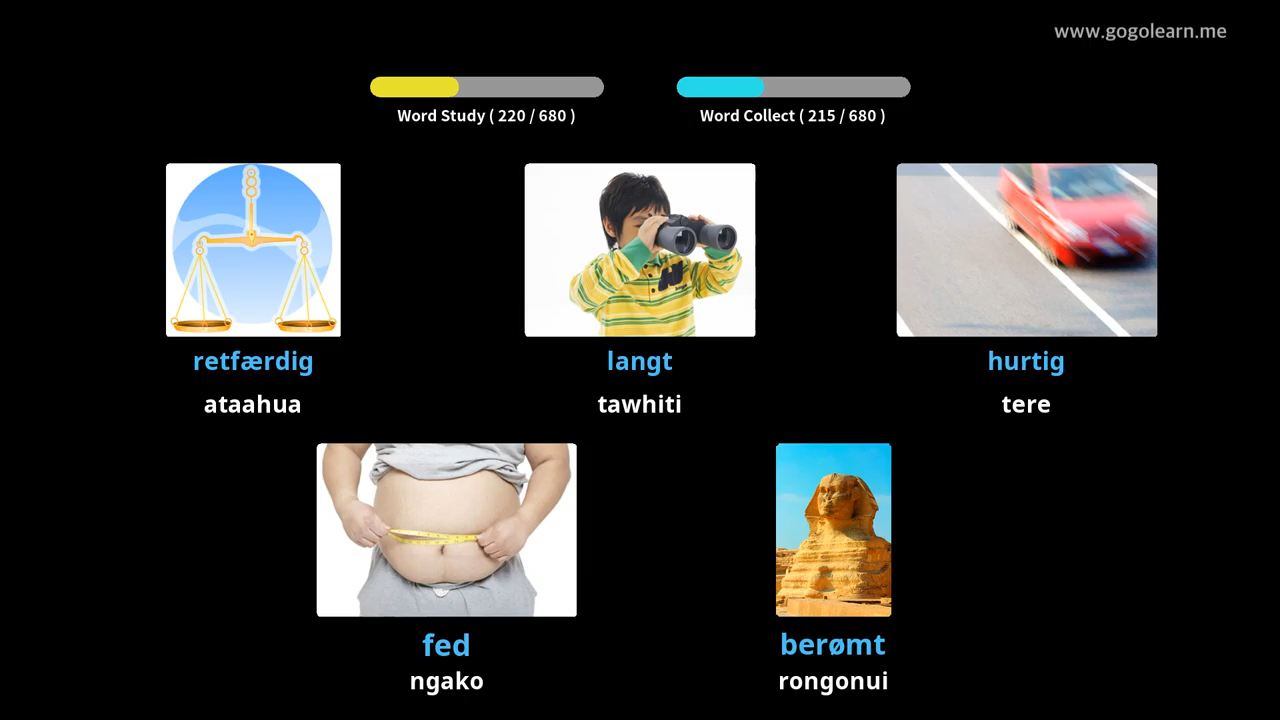 www.gogolearn.me
Word Study ( 220 / 680 )
Word Collect ( 215 / 680 )
retfærdig
langt
hurtig
ataahua
tawhiti
tere
fed
berømt
ngako
rongonui